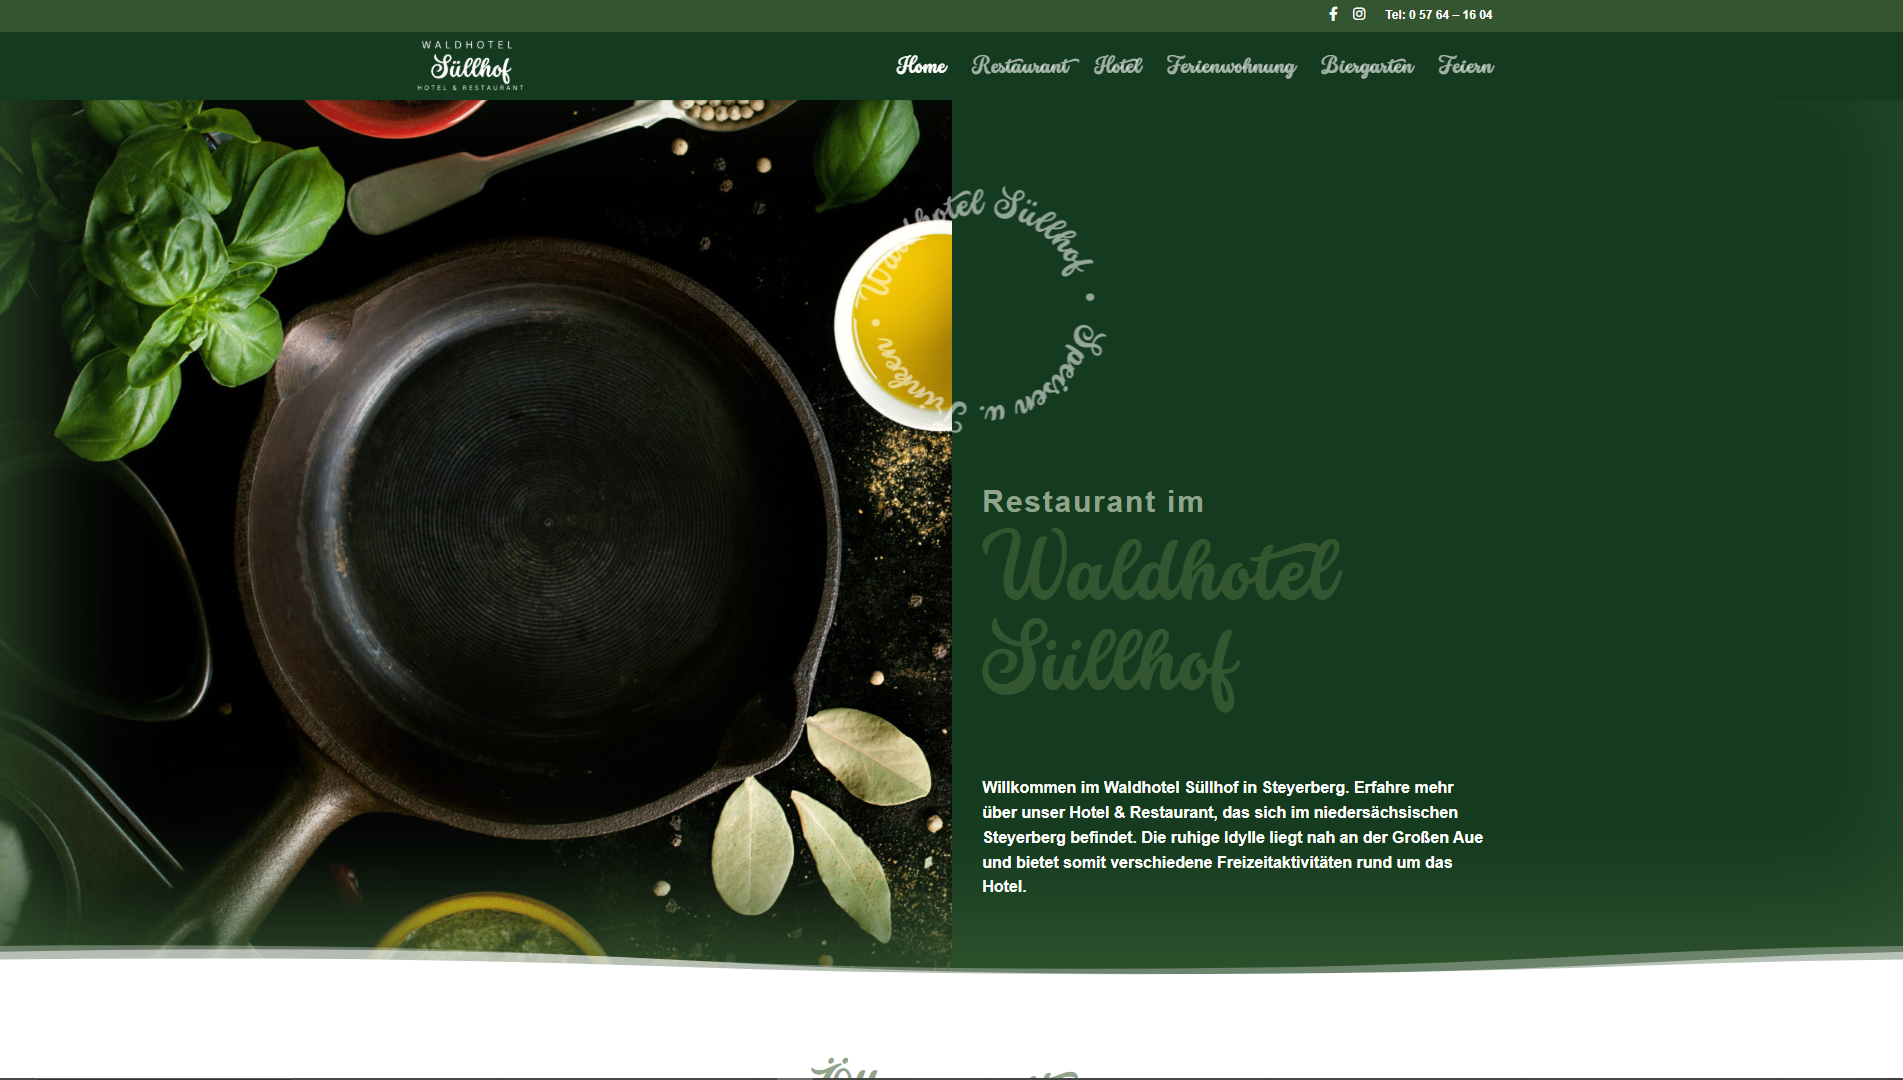 Tel: 0 57 64 – 16 04
WALDHOTEL
Süllhof
HOTEL & RESTAURANT
Home Restaurant Hotel Ferienwohnung Biergarten Feiern
Waldhotel Süllhof • Speisen u. Trinken •
Restaurant im
Waldhotel
Süllhof
Willkommen im Waldhotel Süllhof in Steyerberg. Erfahre mehr
über unser Hotel & Restaurant, das sich im niedersächsischen
Steyerberg befindet. Die ruhige Idylle liegt nah an der Großen Aue
und bietet somit verschiedene Freizeitaktivitäten rund um das
Hotel.